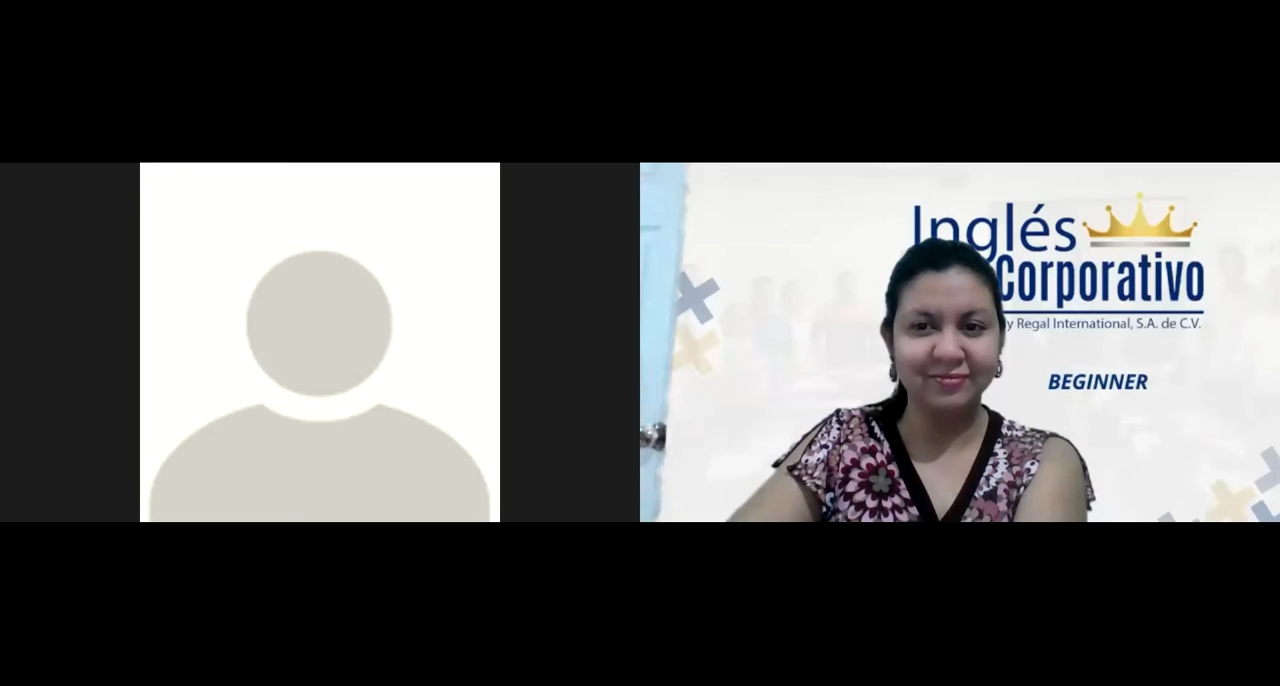 Inglés
Corporativo
y Regal International, S.A. de C.V.
BEGINNER